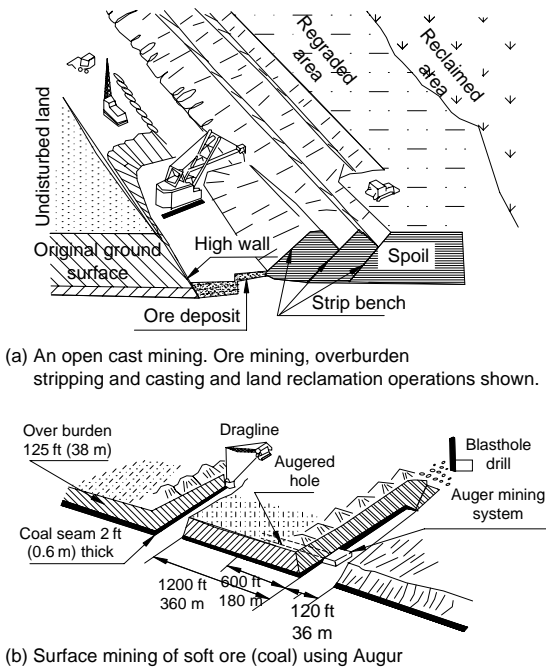 Regraded
area
Reclaimed
area
Undisturbed land
Original ground
surface
High wall
Spoil
Strip bench
Ore deposit
(a) An open cast mining. Ore mining, overburden
stripping and casting and land reclamation operations shown.
Over burden
125 ft (38 m)
Dragline
Augered
hole
Blasthole
drill
Auger mining
system
Coal seam 2 ft
(0.6 m) thick
1200 ft
360 m
600 ft
180 m
120 ft
36 m
(b) Surface mining of soft ore (coal) using Augur